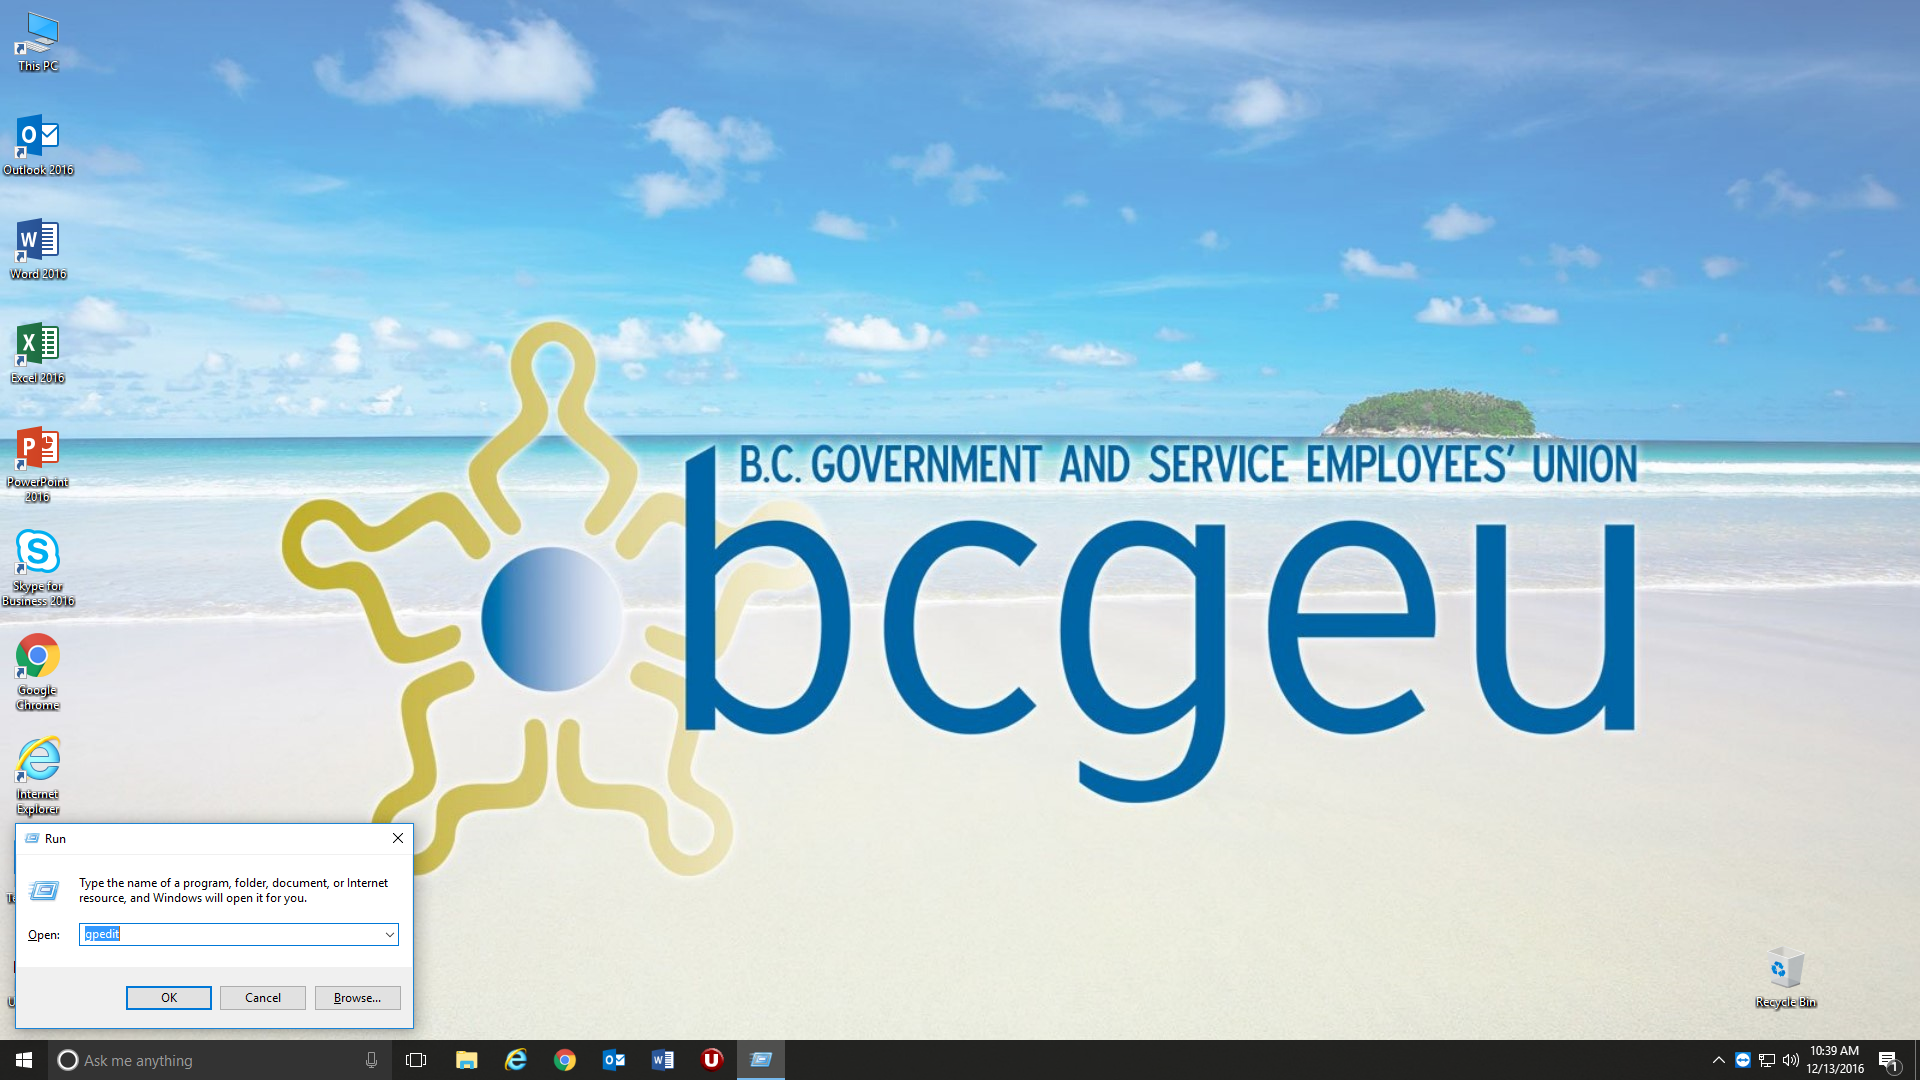 This PC
Outlook 2016
Word 2016
Excel 2016
PowerPoint
2016
Skype for
Business 2016
Google
Chrome
Internet
Explorer
B.C. GOVERNMENT AND SERVICE EMPLOYEES' UNION
bcgeu
Run
Type the name of a program, folder, document, or Internet
resource, and Windows will open it for you.
Open:
gpedit
OK
Cancel
Browse...
Recycle Bin
Ask me anything
10:39 AM
12/13/2016
1